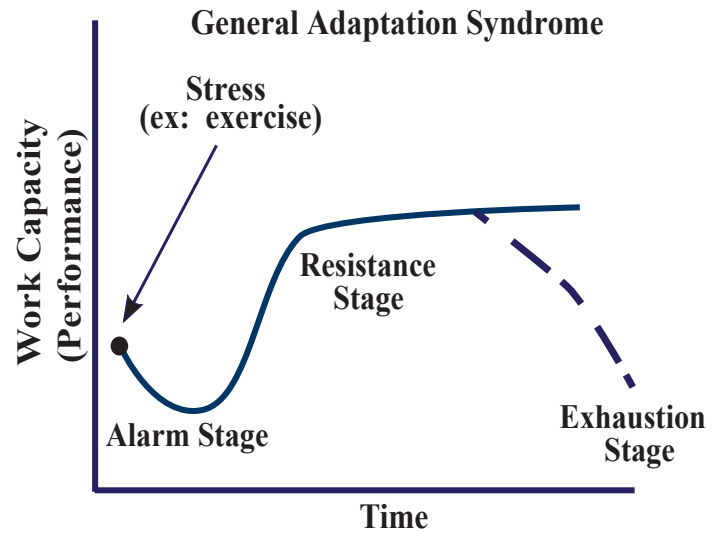 General Adaptation Syndrome
Stress
(ex: exercise)
Work Capacity
(Performance)
Resistance
Stage
Alarm Stage
Exhaustion
Stage
Time